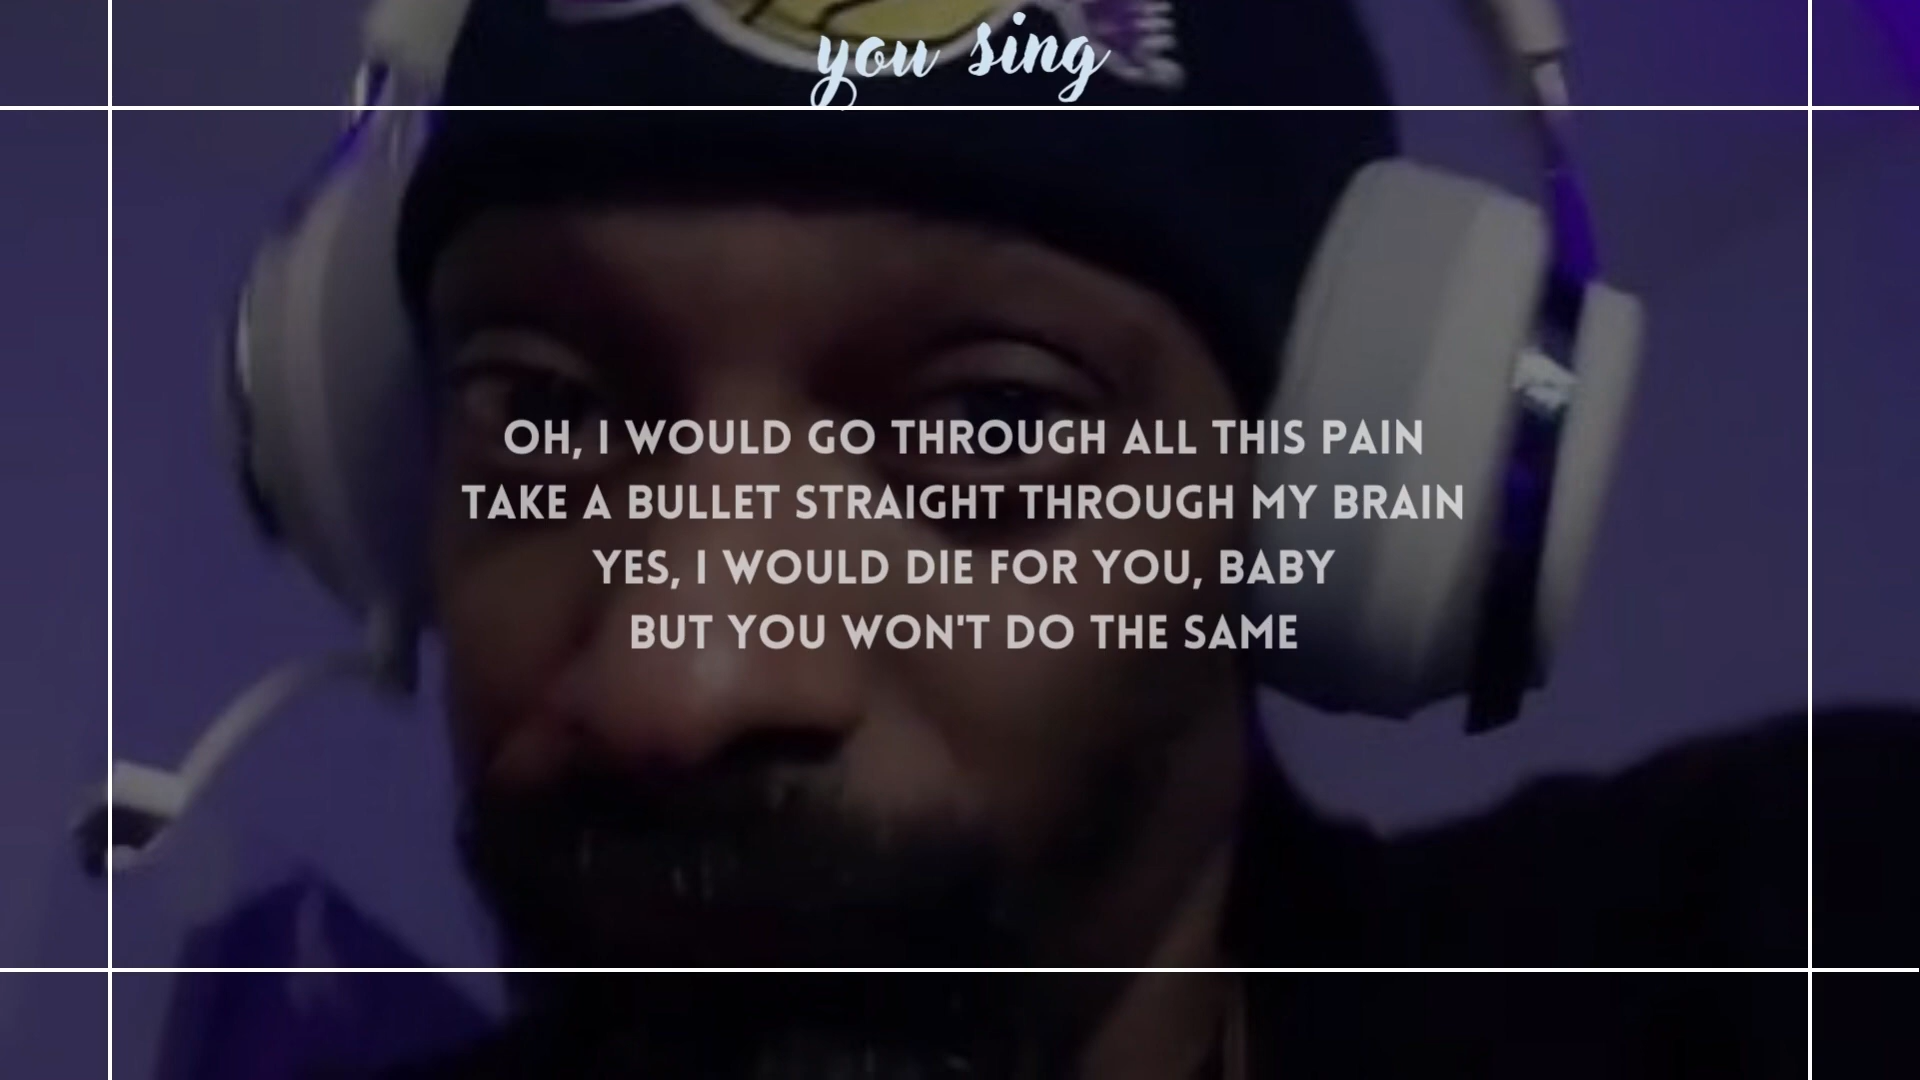 you sing
OH, I WOULD GO THROUGH ALL THIS PAIN
TAKE A BULLET STRAIGHT THROUGH MY BRAIN
YES, I WOULD DIE FOR YOU, BABY
BUT YOU WON'T DO THE SAME